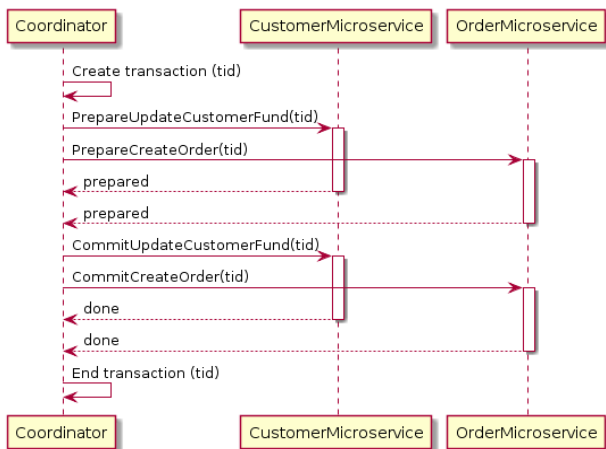 Coordinator CustomerMicroservice OrderMicroservice
Create transaction (tid)
PrepareUpdateCustomerFund(tid)
PrepareCreateOrder(tid)
prepared
prepared
CommitUpdateCustomerFund(tid)
CommitCreateOrder(tid)
done
done
End transaction (tid)
Coordinator CustomerMicroservice OrderMicroservice